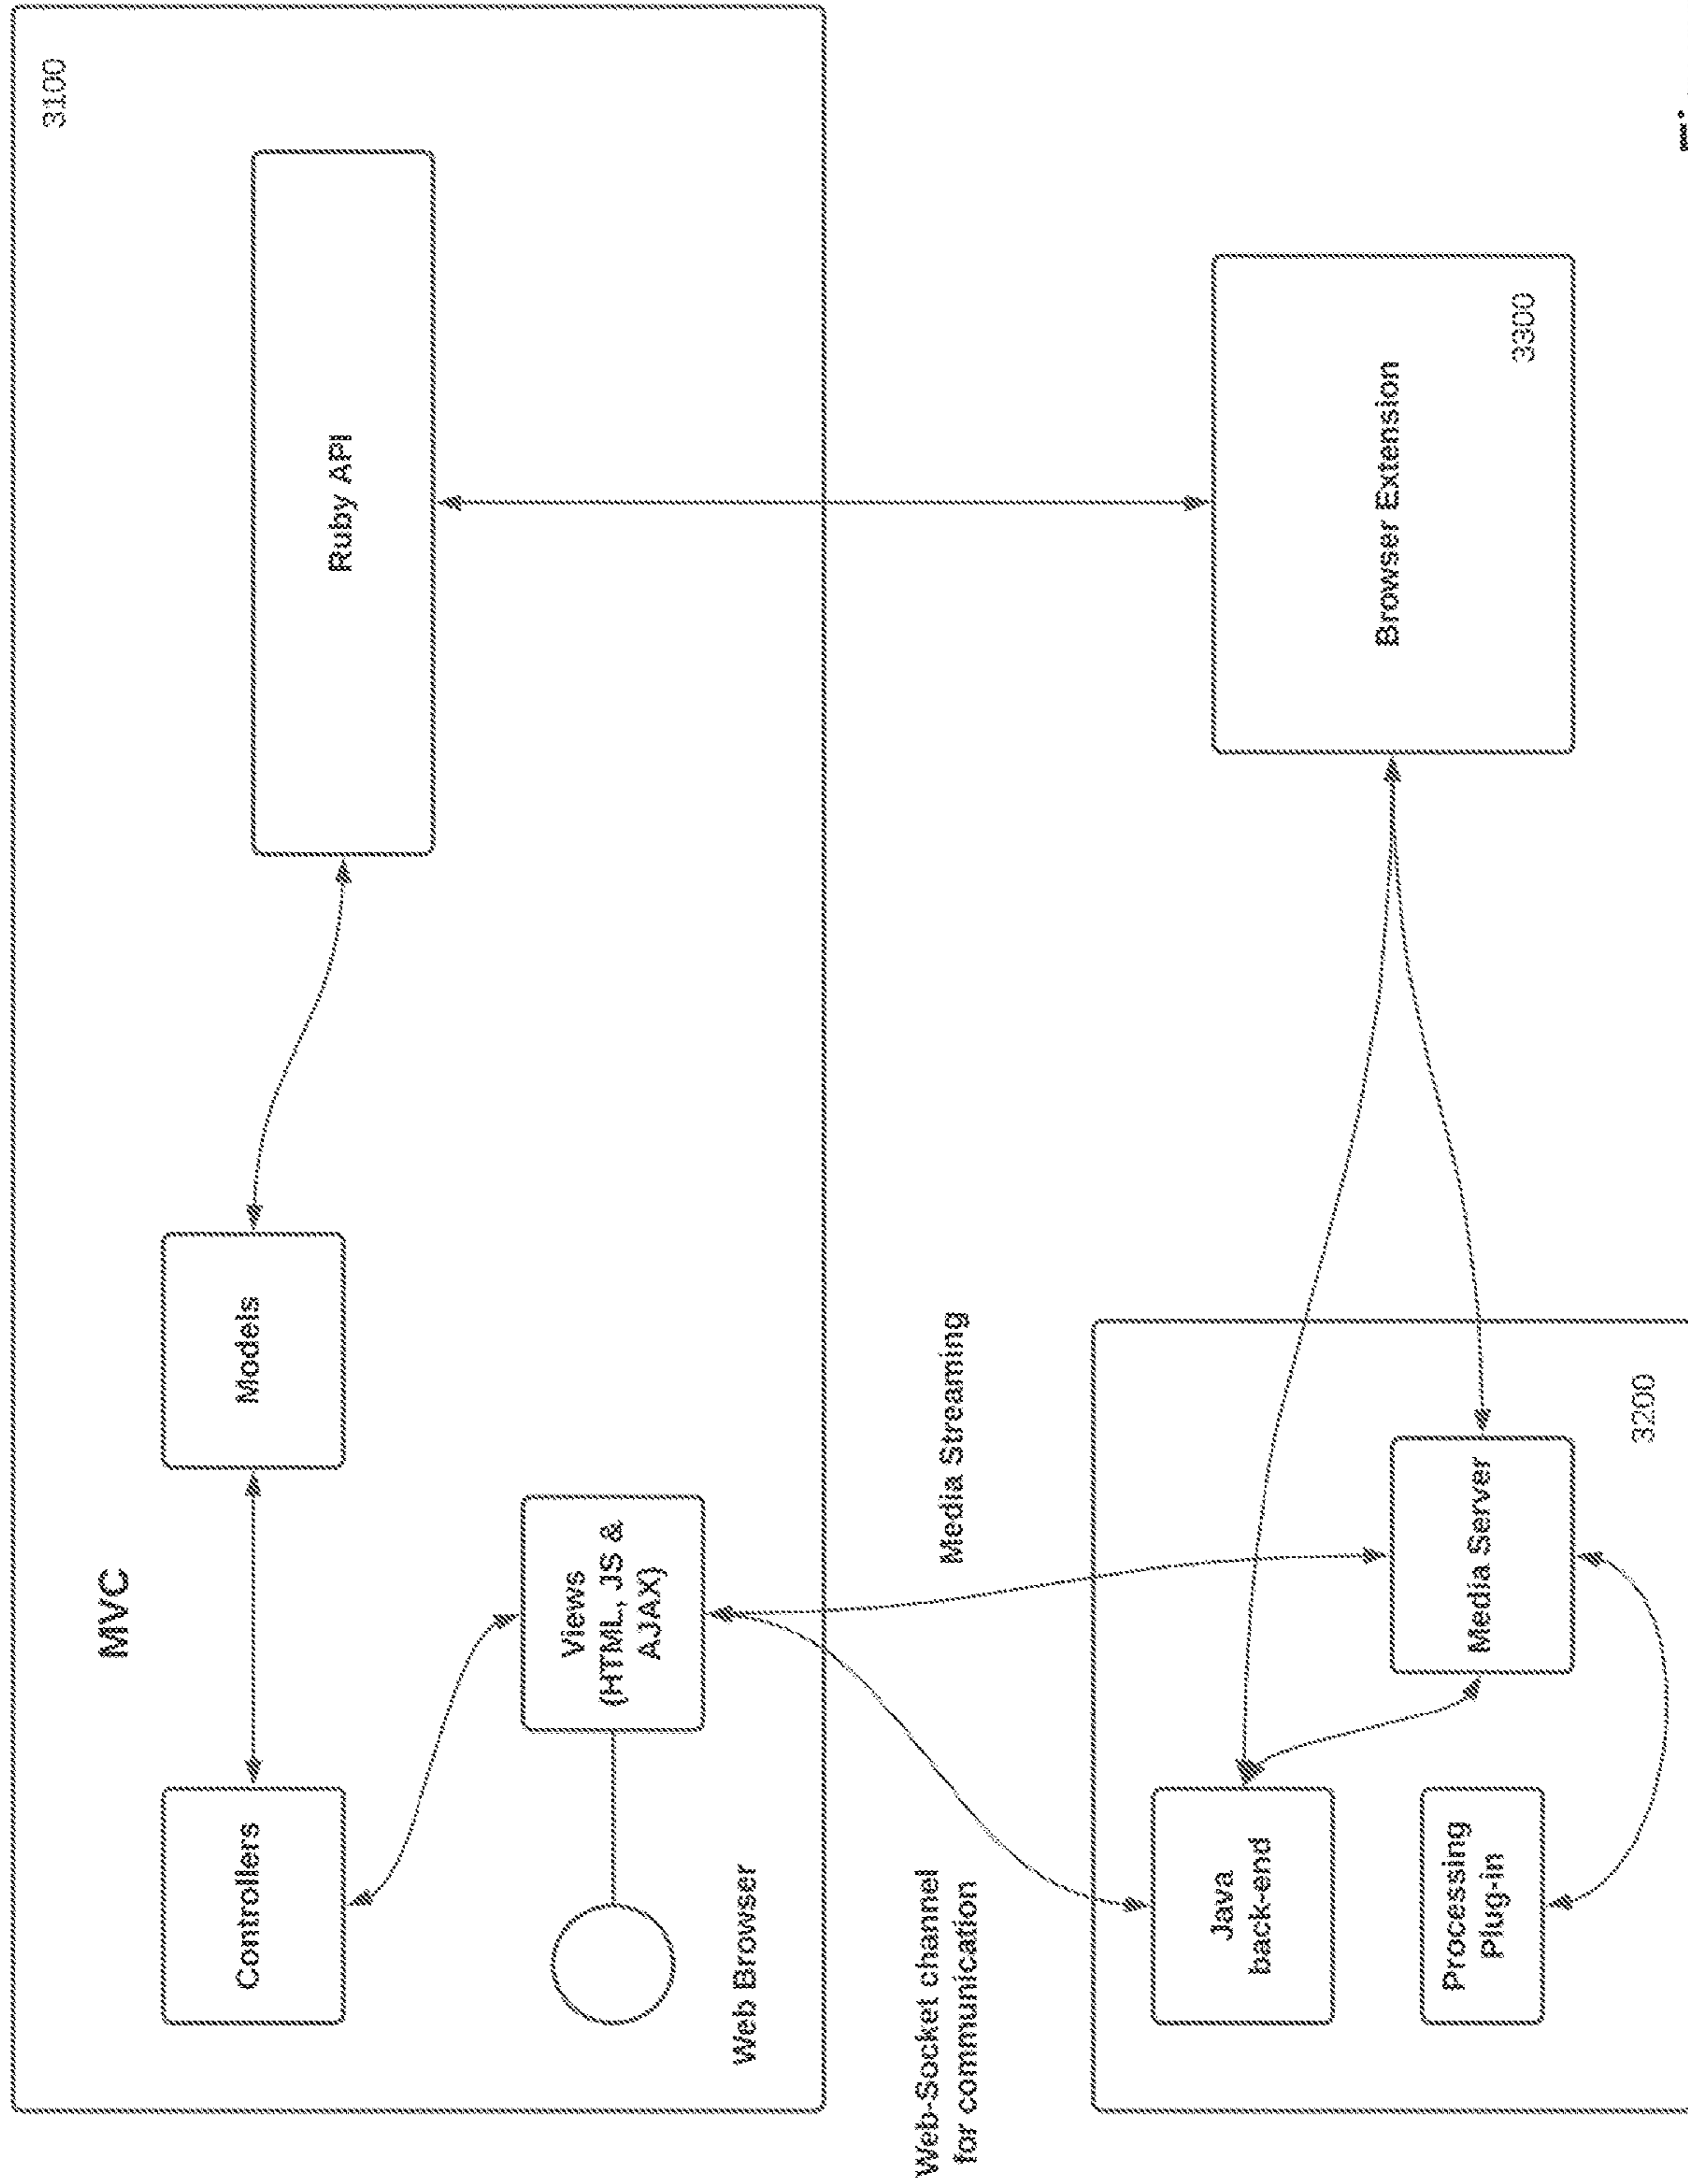 3100
MVC
Controllers
Models
Ruby API
Views
(HTML, JS &
AJAX)
Web Browser
Web-Socket channel
for communication
Media Streaming
Java
back-end
Processing
Plug-in
Media Server
3200
Browser Extension
3300